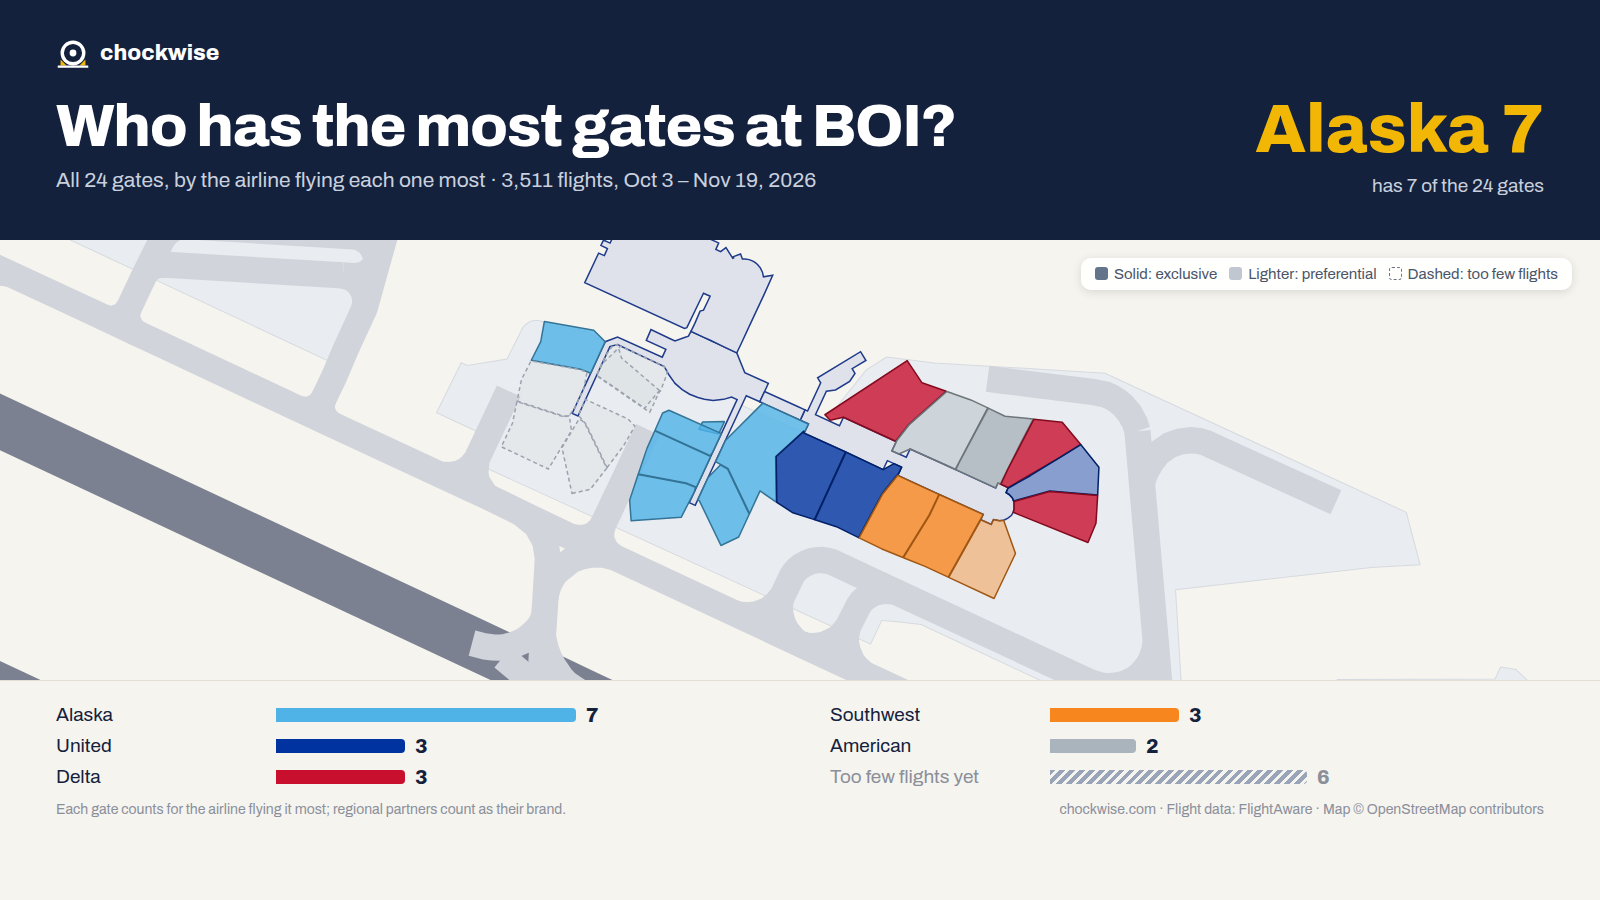 chockwise
Who has the most gates at BOI?
All 24 gates, by the airline flying each one most · 3,511 flights, Oct 3 – Nov 19, 2026
Alaska 7
has 7 of the 24 gates
Solid: exclusive
Lighter: preferential
Dashed: too few flights
Alaska 7
United 3
Delta 3
Southwest 3
American 2
Too few flights yet 6
Each gate counts for the airline flying it most; regional partners count as their brand.
chockwise.com · Flight data: FlightAware · Map © OpenStreetMap contributors